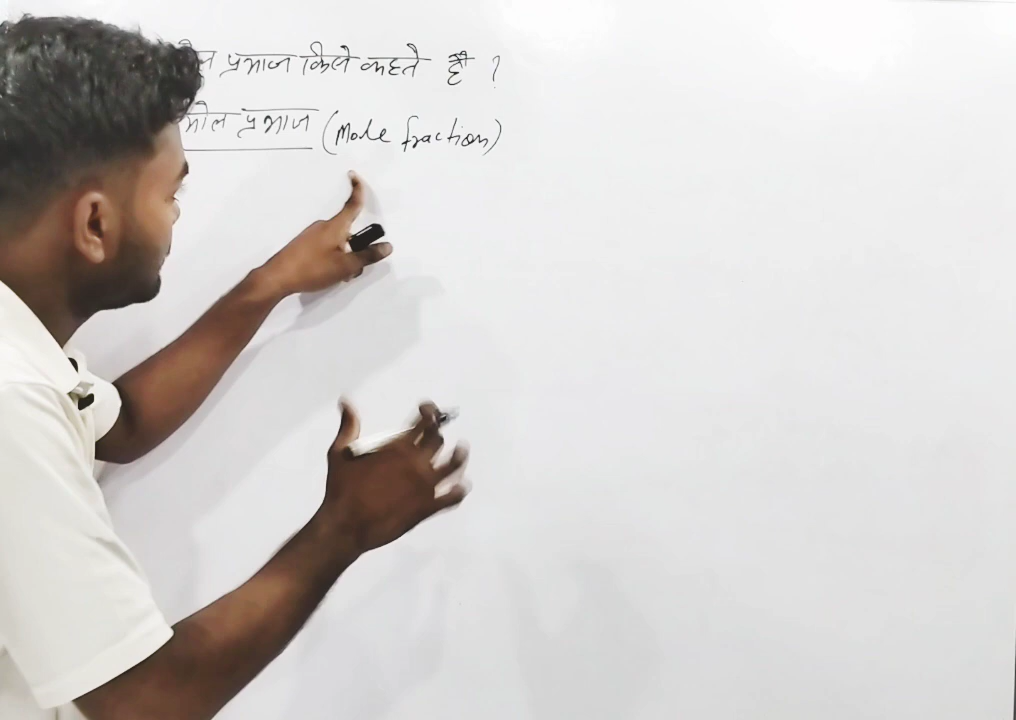 मोल प्रभाज किसे कहते है ?
मोल प्रभाज (Mole fraction)